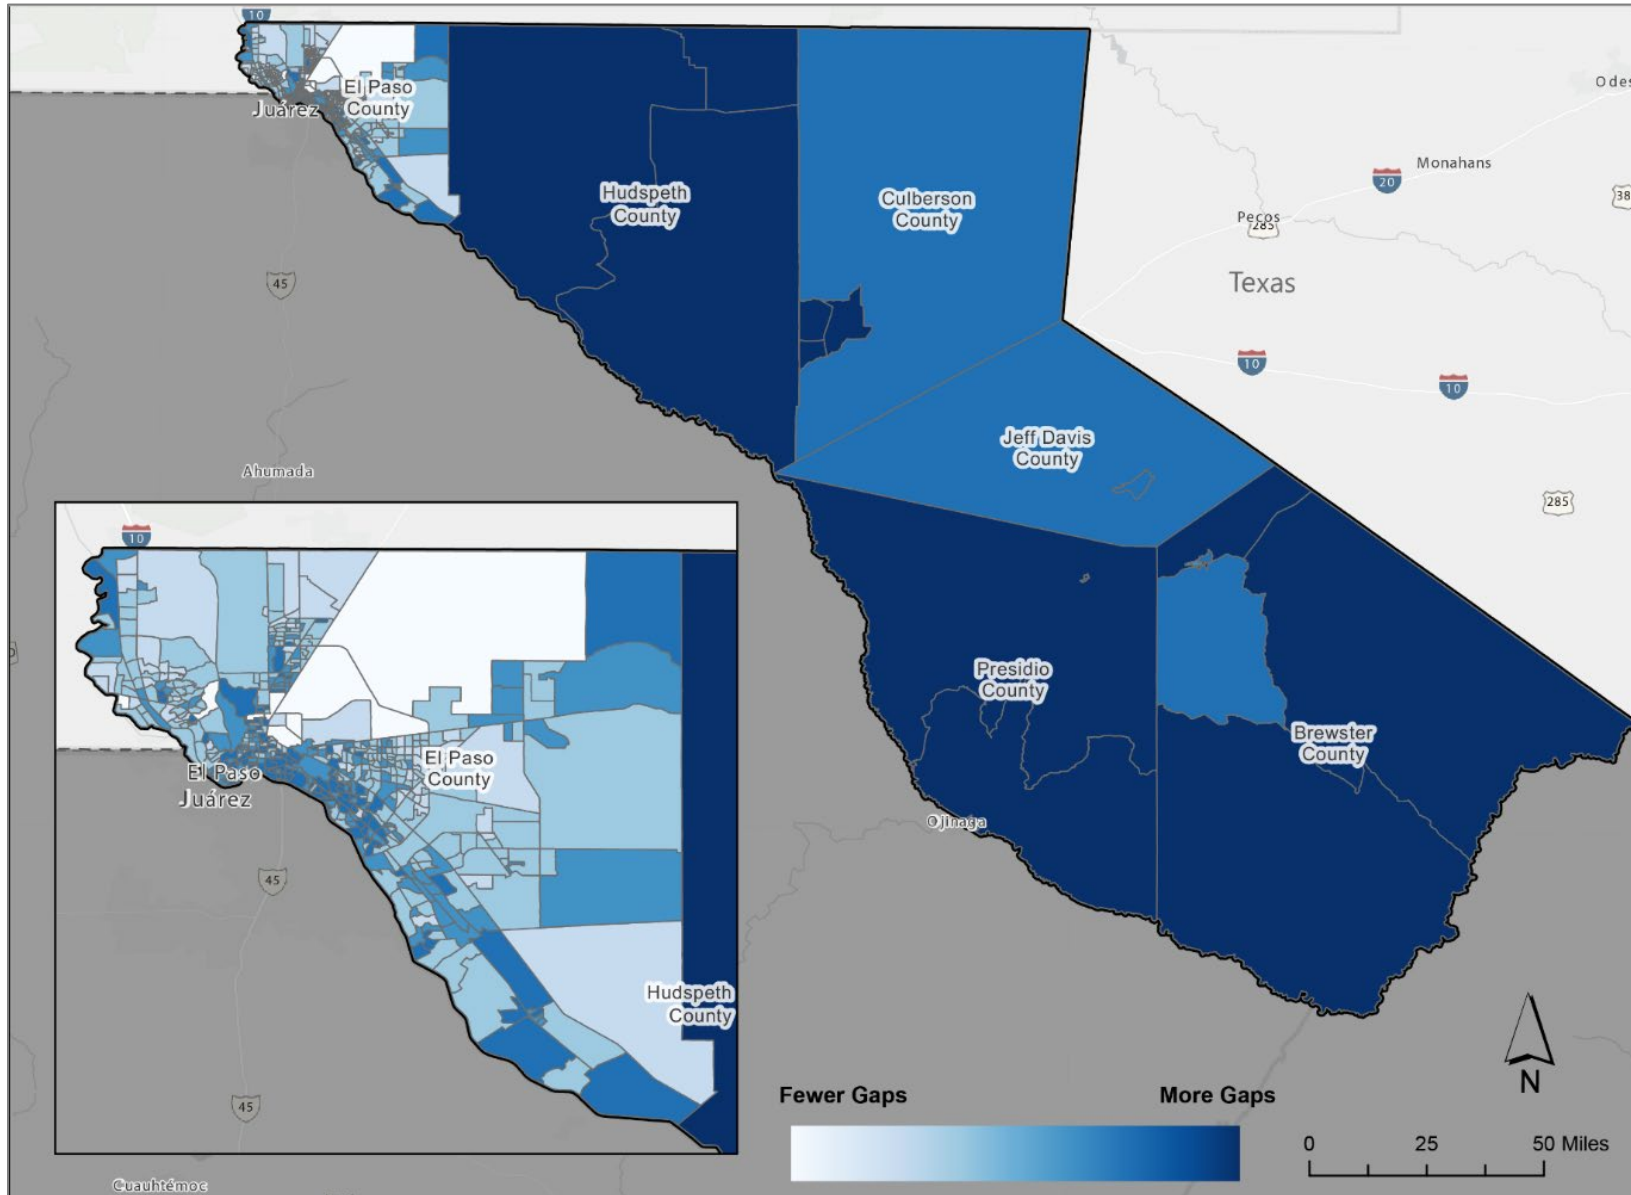 10
El Paso
County
Juárez
Hudspeth
County
Culberson
County
Odes
Monahans
20
38
Pecos
285
Texas
45
10
10
Jeff Davis
County
Ahumada
285
10
Presidio
County
Brewster
County
El Paso
County
El Paso
Juárez
Ojinaga
45
Hudspeth
County
N
Fewer Gaps
More Gaps
45
0
25
50 Miles
Cuauhtémoc